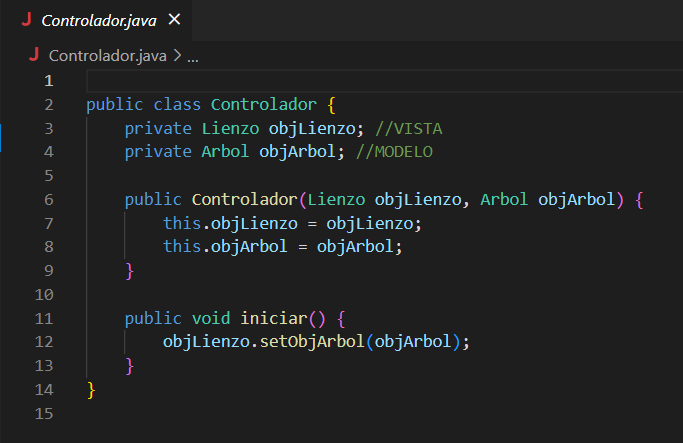 Controlador.java
Controlador.java > ...
1
2 public class Controlador {
3     private Lienzo objLienzo; //VISTA
4     private Arbol objArbol; //MODELO
5
6     public Controlador(Lienzo objLienzo, Arbol objArbol) {
7         this.objLienzo = objLienzo;
8         this.objArbol = objArbol;
9     }
10
11     public void iniciar() {
12         objLienzo.setObjArbol(objArbol);
13     }
14 }
15